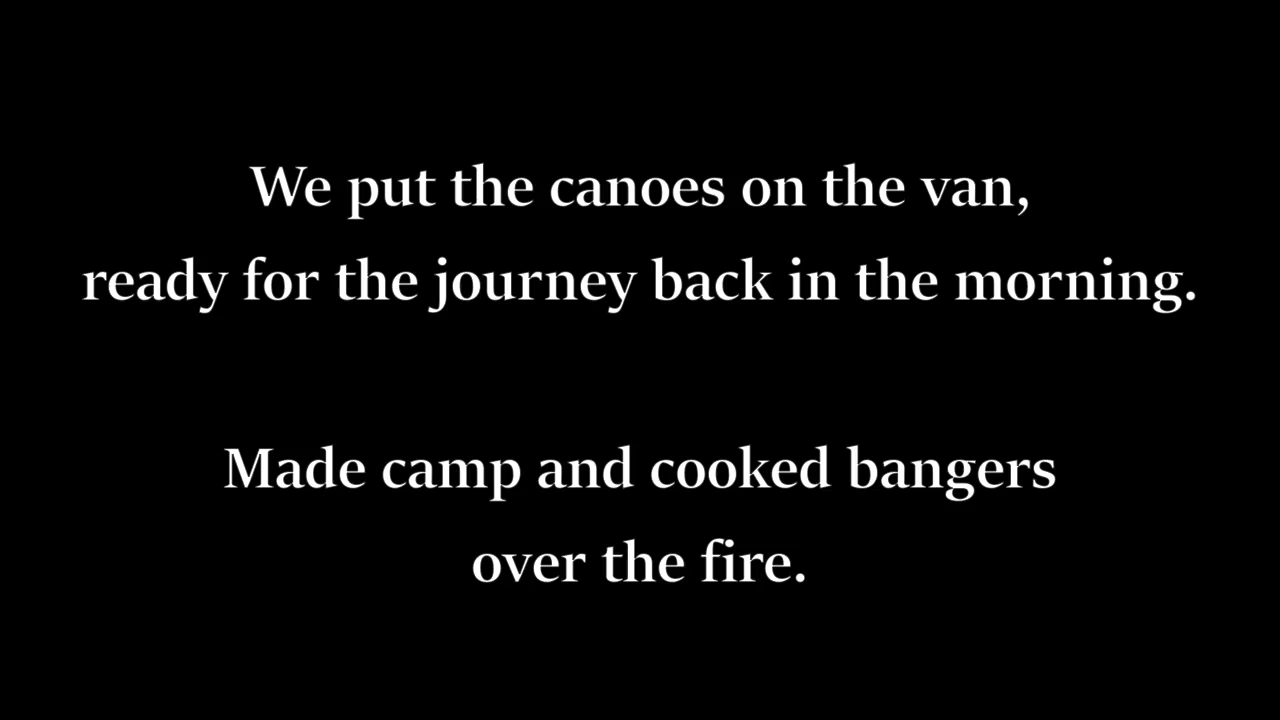 We put the canoes on the van,
ready for the journey back in the morning.
Made camp and cooked bangers
over the fire.